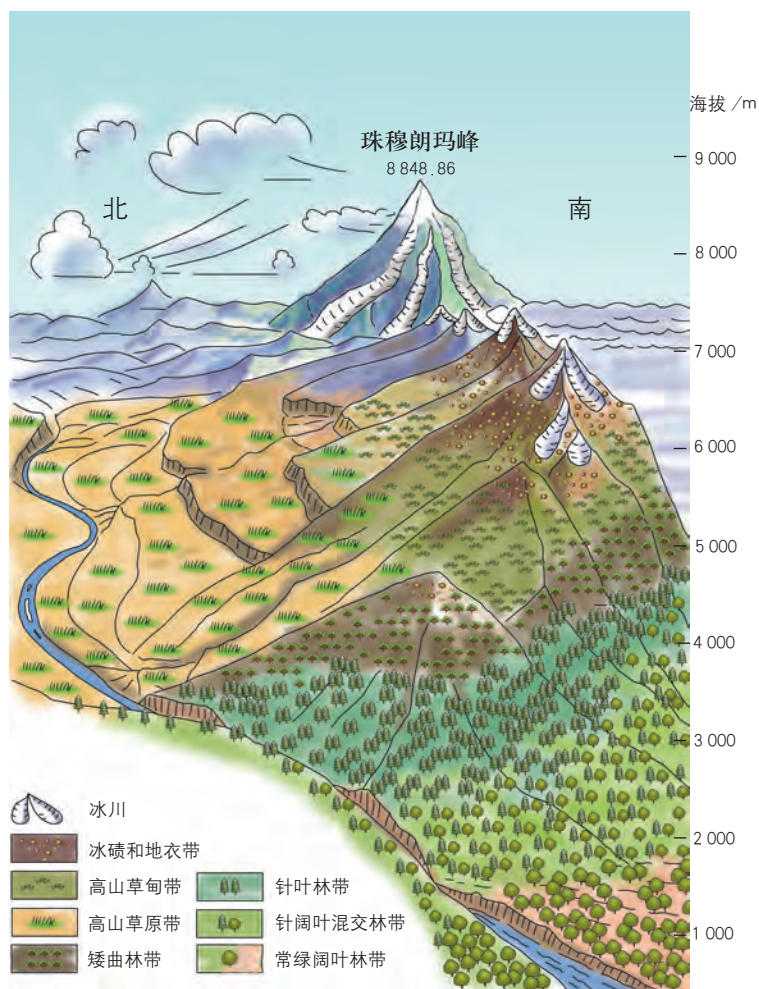 海拔 /m
珠穆朗玛峰
8 848.86
北
南
9 000
8 000
7 000
6 000
5 000
4 000
3 000
2 000
1 000
冰川
冰碛和地衣带
高山草甸带
针叶林带
高山草原带
针阔叶混交林带
矮曲林带
常绿阔叶林带